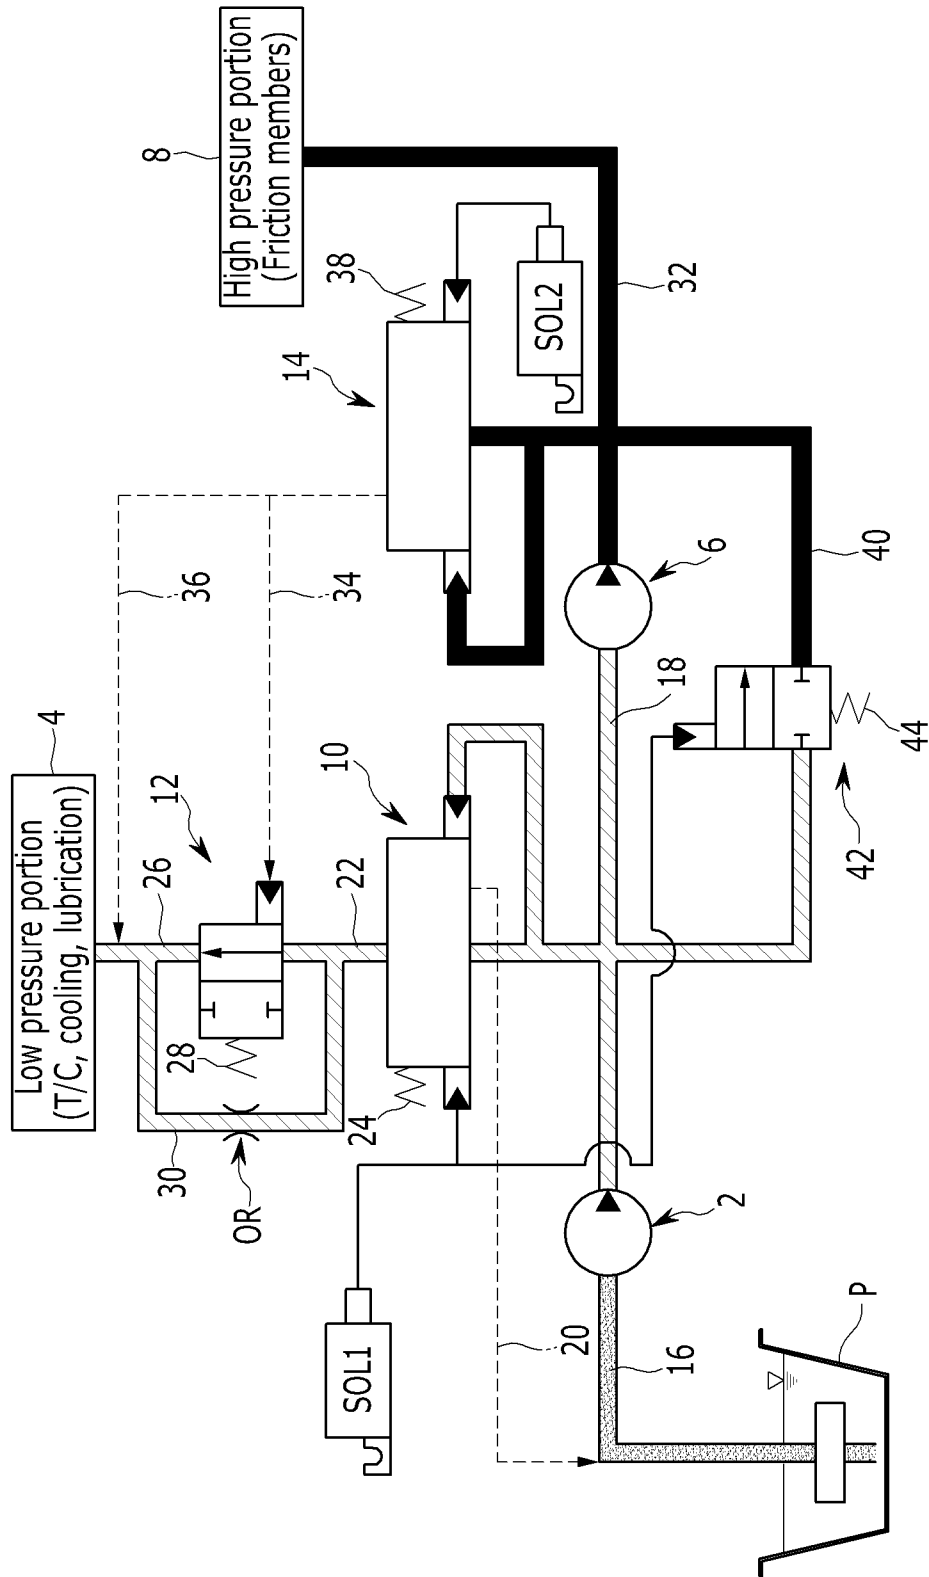 Low pressure portion
(T/C, cooling, lubrication)
4
High pressure portion
(Friction members)
8
12
26
28
30
OR
22
24
10
36
34
14
38
SOL1
SOL2
20
2
16
P
18
6
32
40
42
44